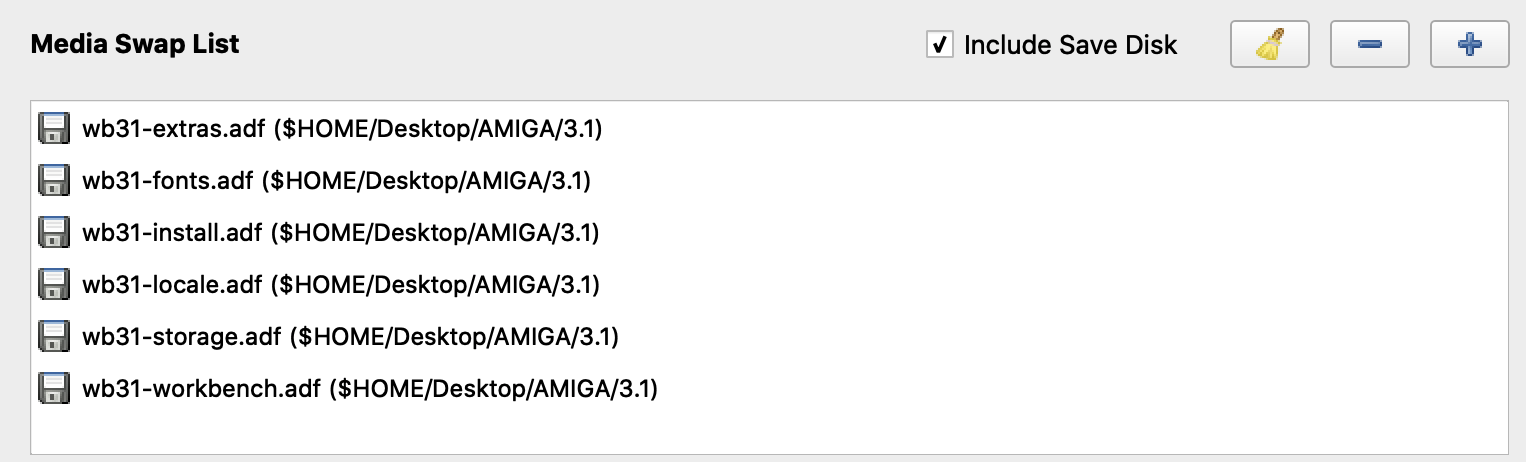 Media Swap List
Include Save Disk
wb31-extras.adf ($HOME/Desktop/AMIGA/3.1)
wb31-fonts.adf ($HOME/Desktop/AMIGA/3.1)
wb31-install.adf ($HOME/Desktop/AMIGA/3.1)
wb31-locale.adf ($HOME/Desktop/AMIGA/3.1)
wb31-storage.adf ($HOME/Desktop/AMIGA/3.1)
wb31-workbench.adf ($HOME/Desktop/AMIGA/3.1)